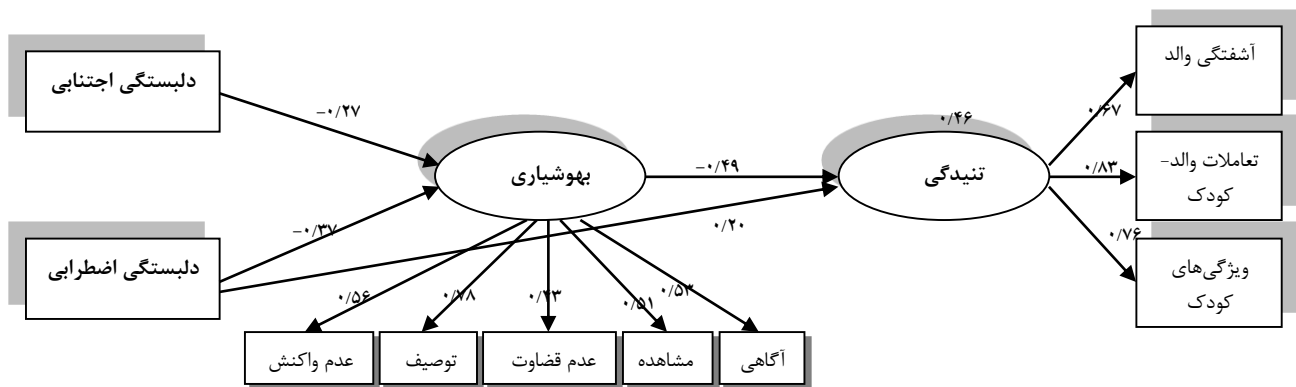 آشفتگی والد
دلبستگی اجتنابی
۰/۶۷
۰/۴۶
-۰/۲۷
تعاملات والد-
کودک
۰/۸۳
تنیدگی
-۰/۴۹
بهوشیاری
۰/۷۶
۰/۲۰
-۰/۳۷
ویژگی‌های
کودک
دلبستگی اضطرابی
۰/۵۳
۰/۵۱
۰/۴۳
۰/۷۸
۰/۵۶
آگاهی
مشاهده
عدم قضاوت
توصیف
عدم واکنش